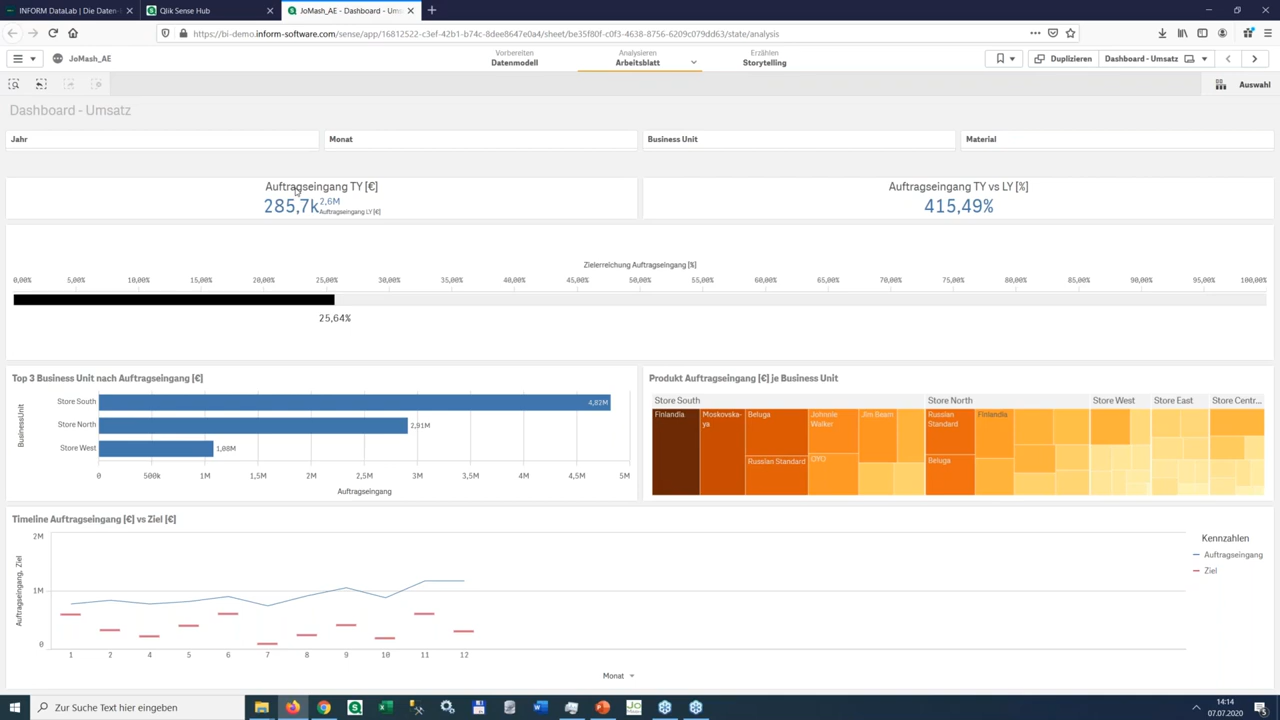 INFORM DataLab | Die Daten-I
Qlik Sense Hub
JoMash_AE - Dashboard - Ums
https://bi-demo.inform-software.com/sense/app/16812522-c3ef-42b1-b74c-8dee8647e0a4/sheet/be35f80f-c0f3-4638-8756-6209c079dd63/state/analysis
JoMash_AE
Vorbereiten
Datenmodell
Analysieren
Arbeitsblatt
Erzählen
Storytelling
Duplizieren
Dashboard - Umsatz
Auswahl
Dashboard - Umsatz
Jahr
Monat
Business Unit
Material
Auftragseingang TY [€]
285,7k
2,6M
Auftragseingang LY [€]
Auftragseingang TY vs LY [%]
415,49%
Zielerreichung Auftragseingang [%]
0,00% 5,00% 10,00% 15,00% 20,00% 25,00% 30,00% 35,00% 40,00% 45,00% 50,00% 55,00% 60,00% 65,00% 70,00% 75,00% 80,00% 85,00% 90,00% 95,00% 100,00%
25,64%
Top 3 Business Unit nach Auftragseingang [€]
BusinessUnit
Store South
4,82M
Store North
2,91M
Store West
1,08M
0 500k 1M 1,5M 2M 2,5M 3M 3,5M 4M 4,5M 5M
Auftragseingang
Produkt Auftragseingang [€] je Business Unit
Store South
Store North
Store West
Store East
Store Centr...
Finlandia
Moskovska-
ya
Beluga
Russian Standard
Johnnie
Walker
OYO
Jim Beam
Russian
Standard
Beluga
Finlandia
Timeline Auftragseingang [€] vs Ziel [€]
Auftragseingang, Ziel
2M
1M
0
1 2 4 5 6 7 8 9 10 11 12
Monat
Kennzahlen
Auftragseingang
Ziel
Zur Suche Text hier eingeben
14:14
07.07.2020
5